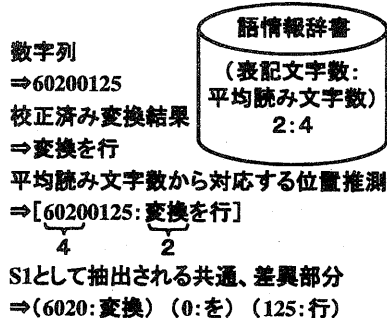 語情報辞書
(表記文字数:
平均読み文字数)
2:4
数字列
⇒60200125
校正済み変換結果
⇒変換を行
平均読み文字数から対応する位置推測
⇒[60200125:変換を行]
4 2
S1として抽出される共通、差異部分
⇒(6020:変換) (0:を) (125:行)